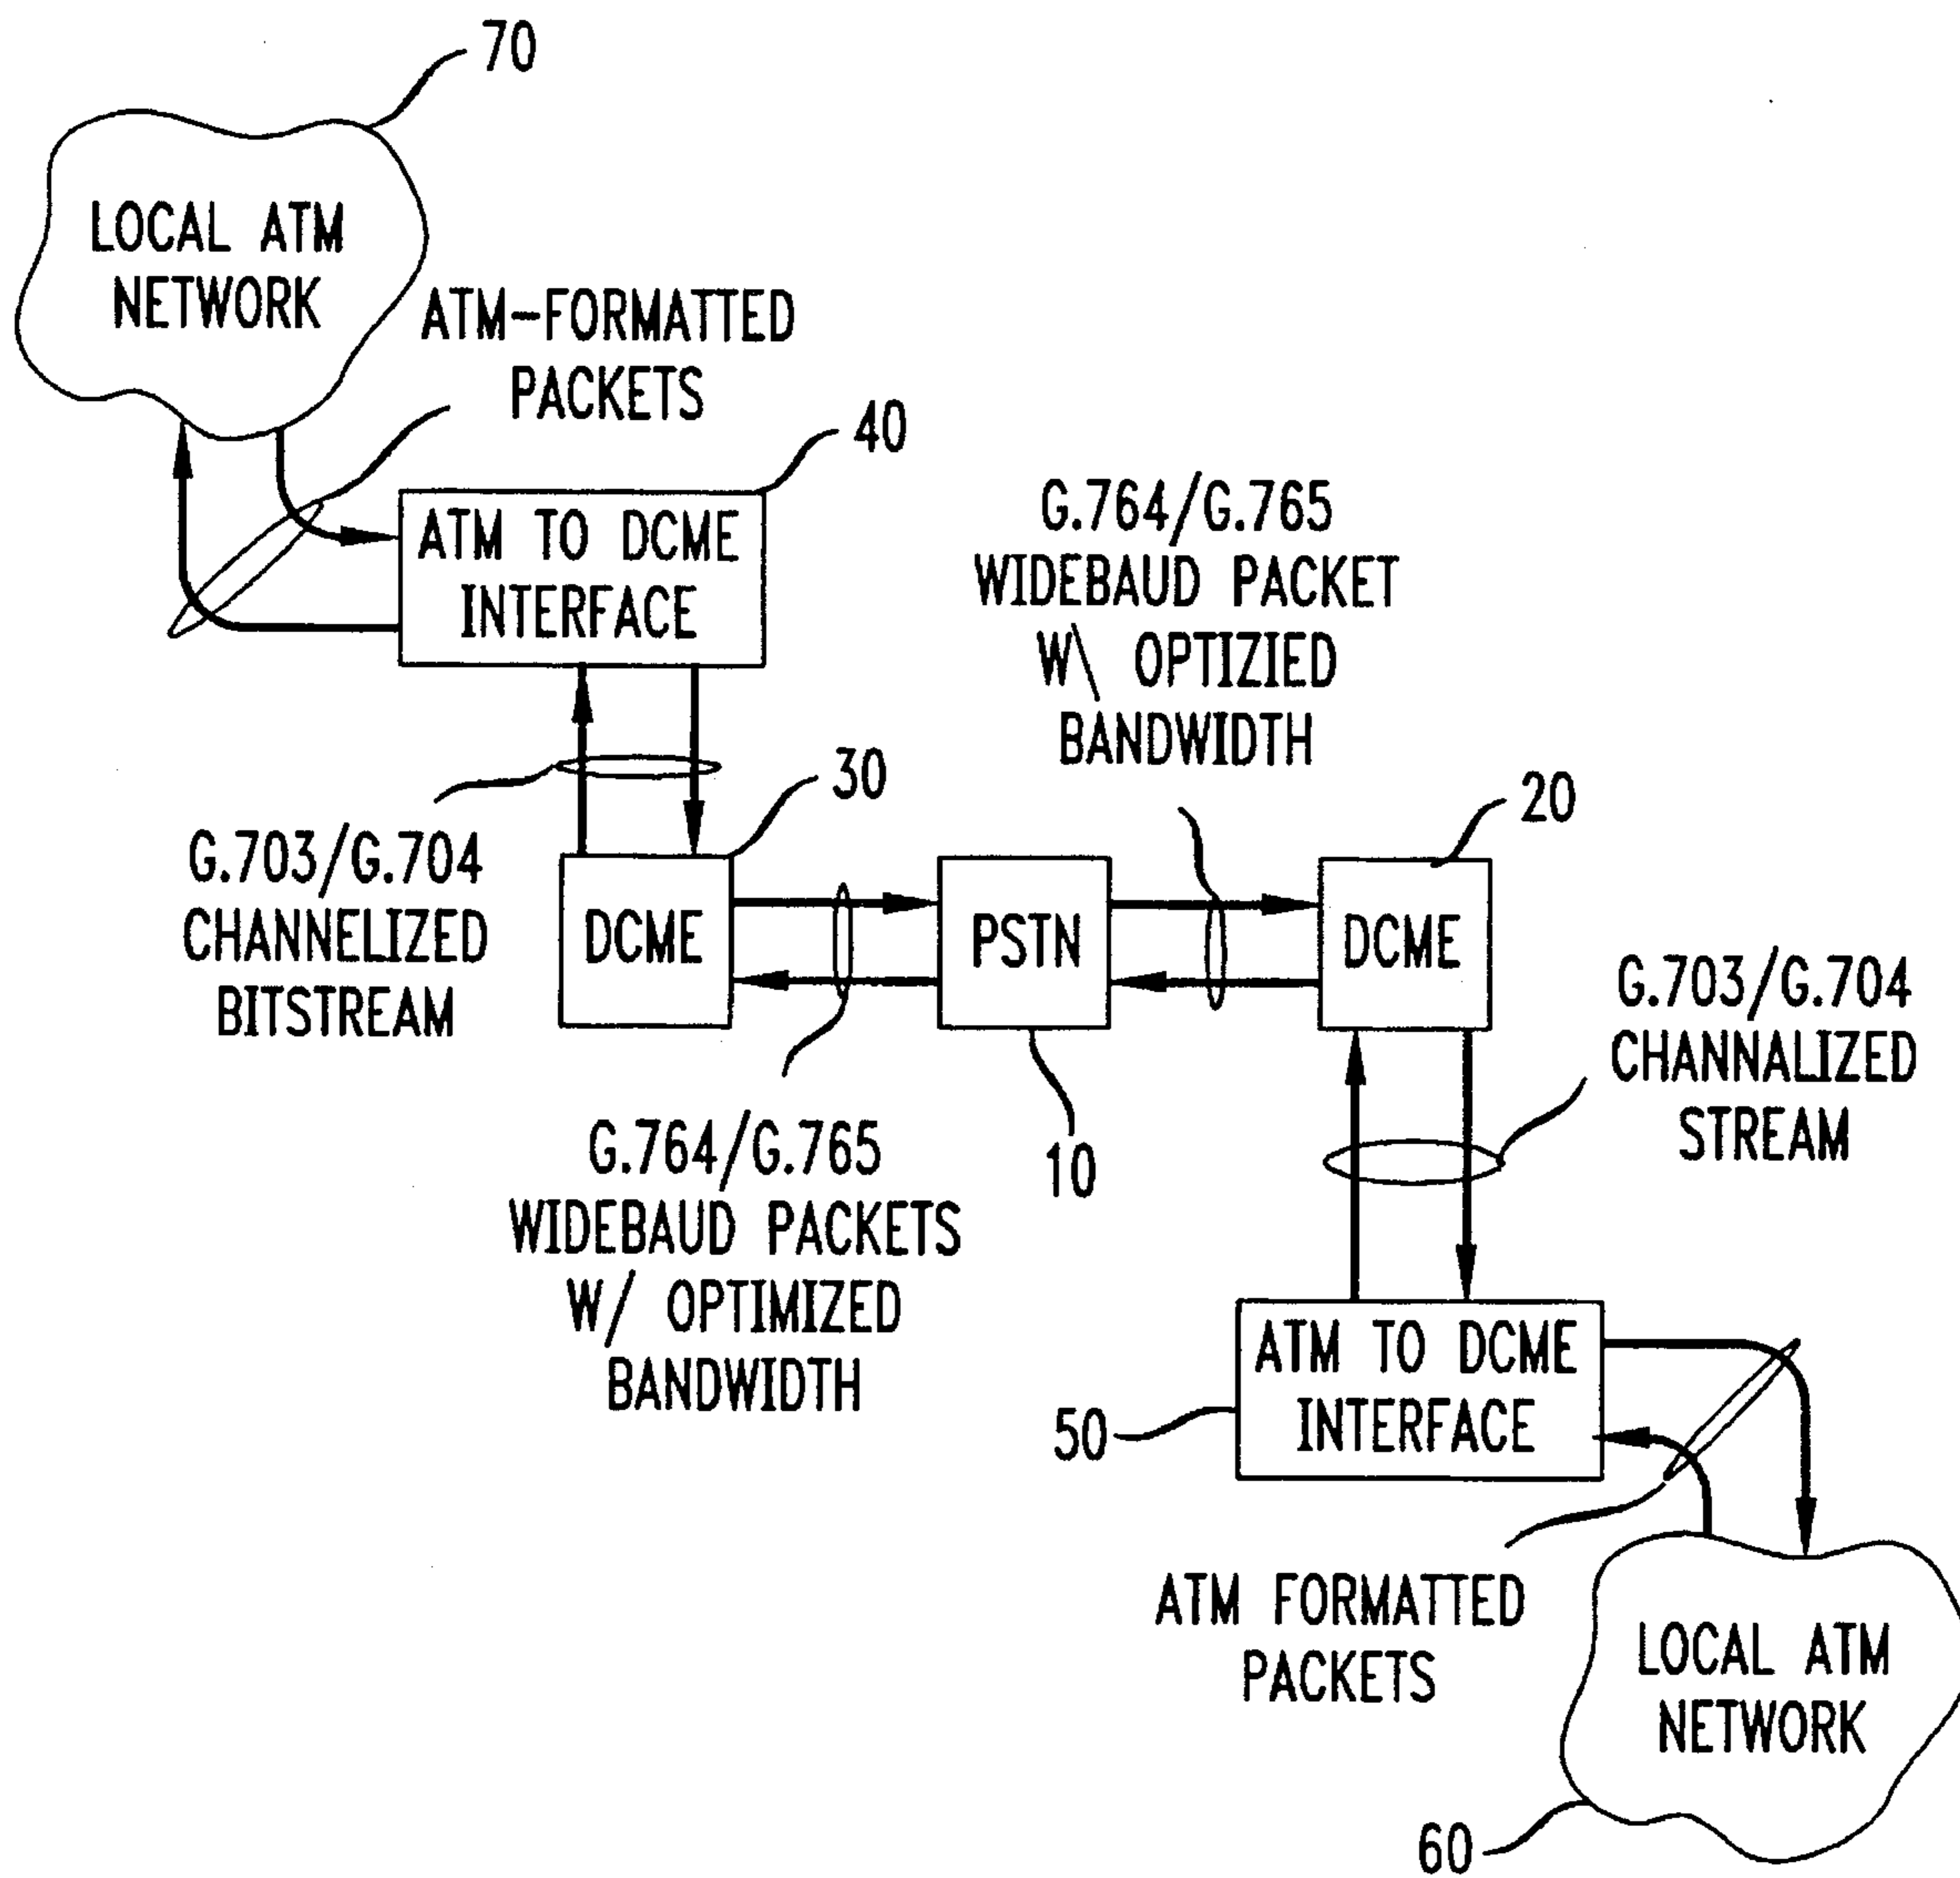 70
LOCAL ATM
NETWORK
ATM-FORMATTED
PACKETS
40
ATM TO DCME
INTERFACE
G.764/G.765
WIDEBAUD PACKET
W\ OPTIZIED
BANDWIDTH
30
20
G.703/G.704
CHANNELIZED
BITSTREAM
DCME
PSTN
DCME
G.703/G.704
CHANNALIZED
STREAM
G.764/G.765
WIDEBAUD PACKETS
W/ OPTIMIZED
BANDWIDTH
10
ATM TO DCME
INTERFACE
50
ATM FORMATTED
PACKETS
LOCAL ATM
NETWORK
60